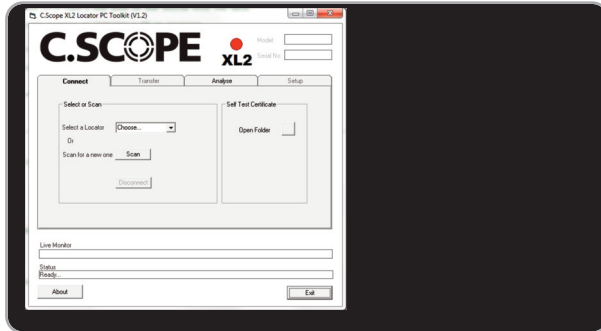 C.Scope XL2 Locator PC Toolkit (V1.2)
C.SCOPE
XL2
Model
Serial No
Connect
Transfer
Analyse
Setup
Select or Scan
Select a Locator
Choose...
Or
Scan for a new one
Scan
Disconnect
Self Test Certificate
Open Folder
Live Monitor
Status
Ready...
About
Exit